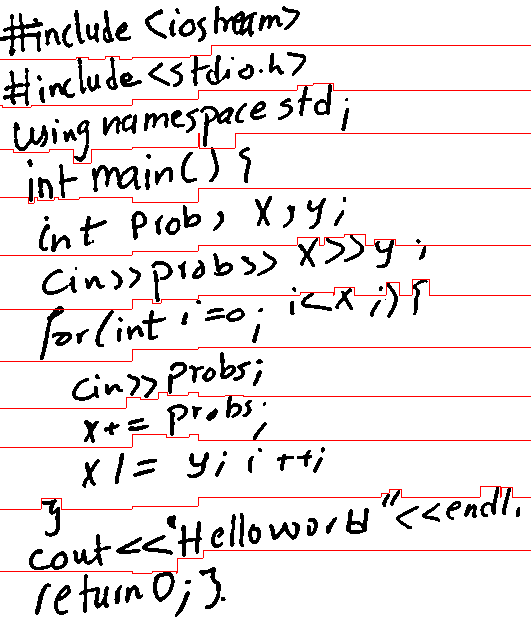 #include <iostream>
#include <stdio.h>
using namespace std;
int main() {
int prob, x, y;
cin>>probs>> x>>y;
for(int i=0; i<x;) {
cin>> probs;
x+= probs;
x /= y; i++;
}
cout<<"Helloworld"<<endl.
return 0; }.